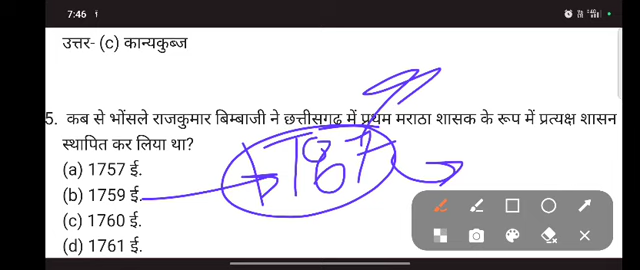 7:46
उत्तर- (c) कान्यकुब्ज
5. कब से भोंसले राजकुमार बिम्बाजी ने छत्तीसगढ़ में प्रथम मराठा शासक के रूप में प्रत्यक्ष शासन
स्थापित कर लिया था?
(a) 1757 ई.
(b) 1759 ई.
(c) 1760 ई.
(d) 1761 ई.